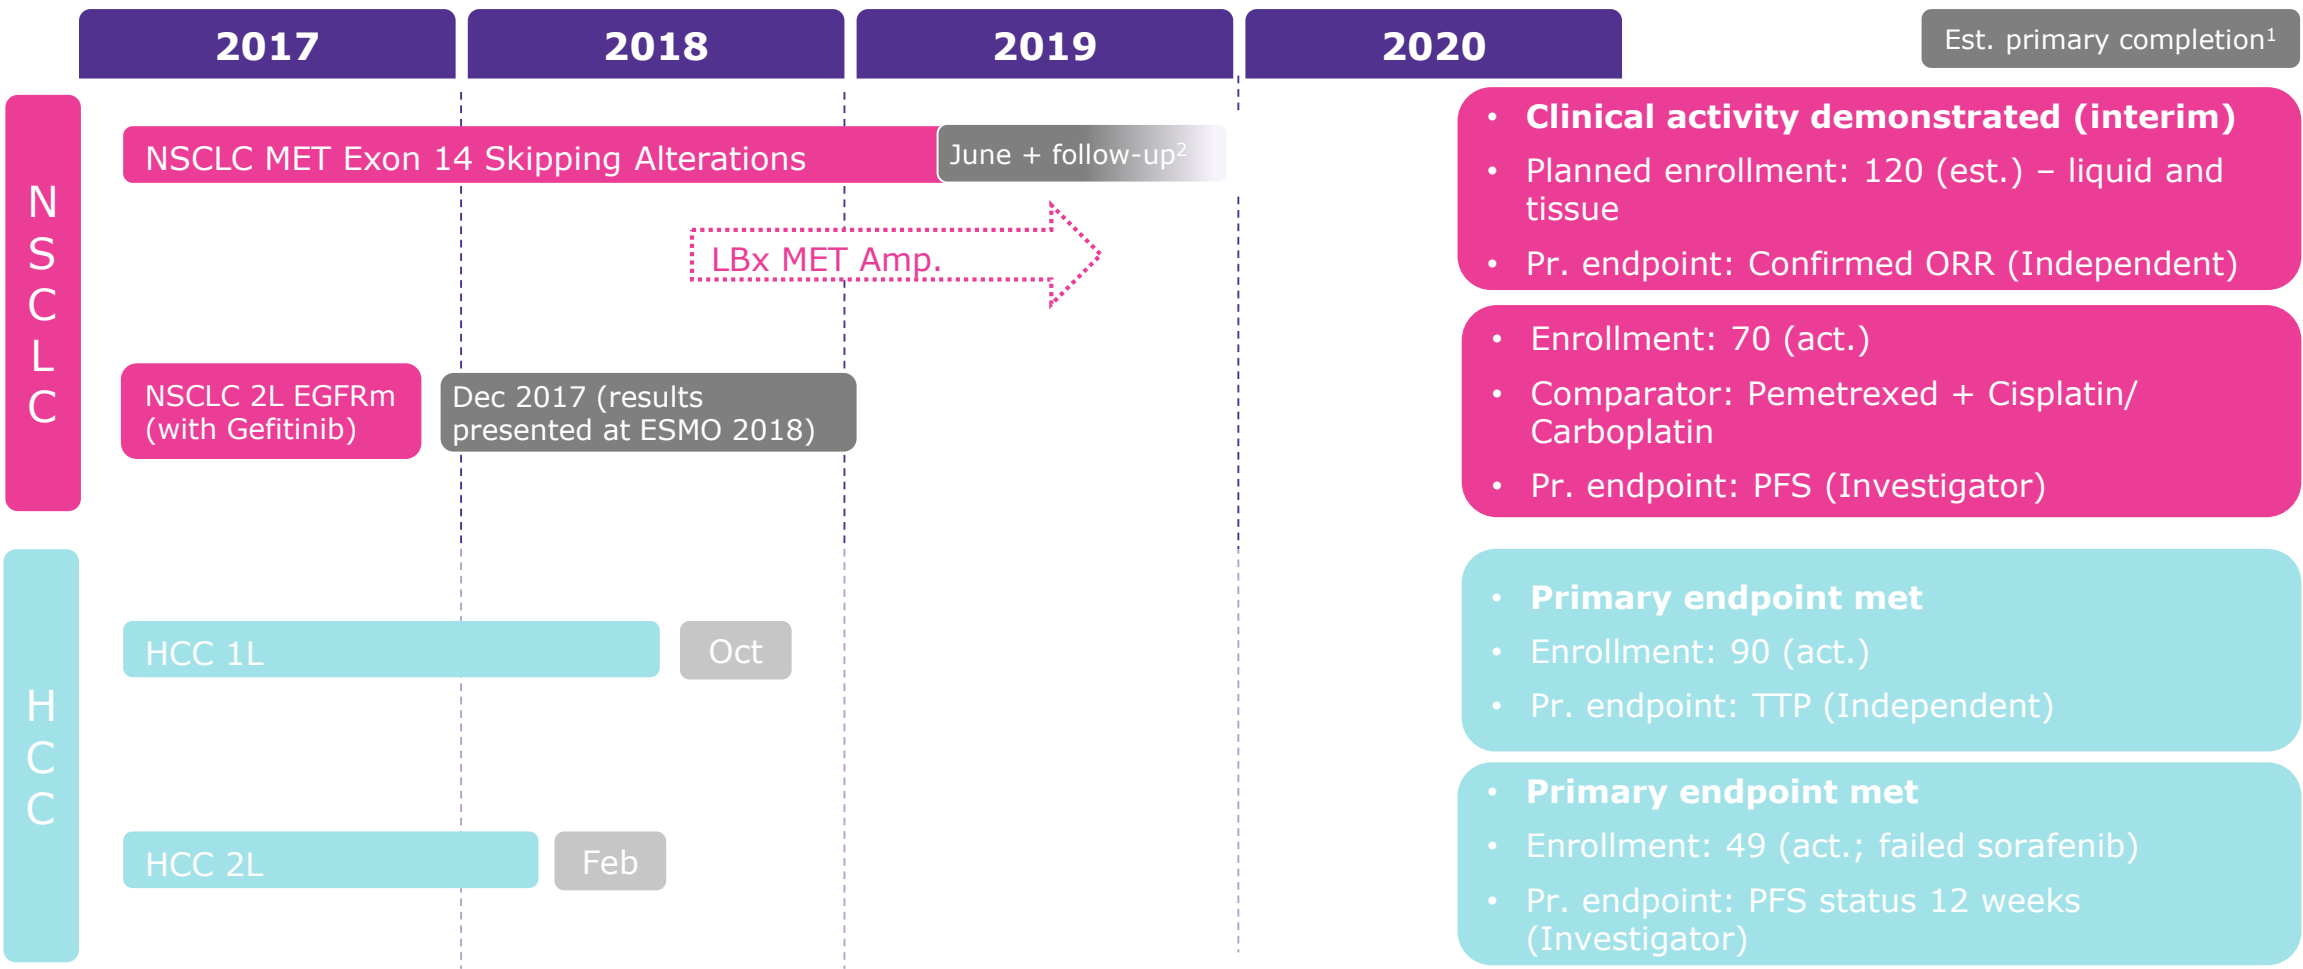 2017
2018
2019
2020
Est. primary completion¹
NSCLC
NSCLC MET Exon 14 Skipping Alterations
June + follow-up²
LBx MET Amp.
• Clinical activity demonstrated (interim)
• Planned enrollment: 120 (est.) – liquid and
tissue
• Pr. endpoint: Confirmed ORR (Independent)
NSCLC 2L EGFRm
(with Gefitinib)
Dec 2017 (results
presented at ESMO 2018)
• Enrollment: 70 (act.)
• Comparator: Pemetrexed + Cisplatin/
Carboplatin
• Pr. endpoint: PFS (Investigator)
HCC
HCC 1L
Oct
• Primary endpoint met
• Enrollment: 90 (act.)
• Pr. endpoint: TTP (Independent)
HCC 2L
Feb
• Primary endpoint met
• Enrollment: 49 (act.; failed sorafenib)
• Pr. endpoint: PFS status 12 weeks
(Investigator)